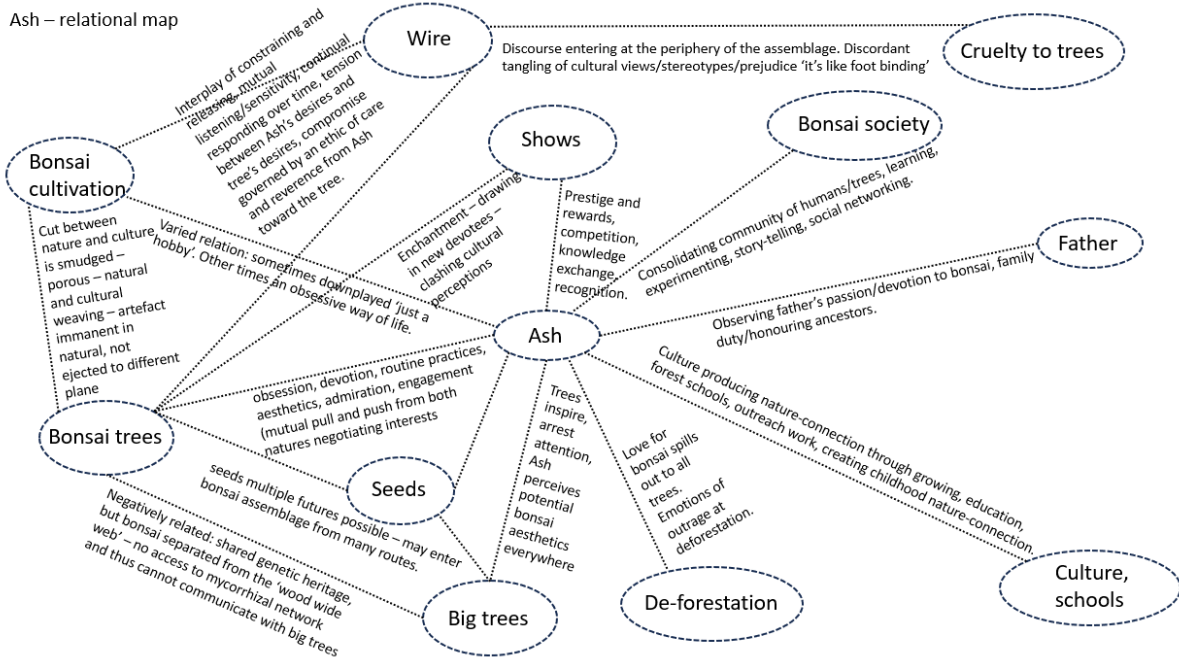 Ash – relational map
Wire
Cruelty to trees
Discourse entering at the periphery of the assemblage. Discordant
tangling of cultural views/stereotypes/prejudice ‘it’s like foot binding’
Interplay of constraining and
releasing, mutual
listening/sensitivity, continual
responding over time, tension
between Ash’s desires and
tree’s desires, compromise
governed by an ethic of care
and reverence from Ash
toward the tree.
Bonsai society
Shows
Bonsai
cultivation
Cut between
nature and culture
is smudged –
porous – natural
and cultural
weaving – artefact
immanent in
natural, not
ejected to different
plane
Varied relation: sometimes downplayed ‘just a
hobby’. Other times an obsessive way of life.
Enchantment – drawing
in new devotees –
clashing cultural
perceptions
Prestige and
rewards,
competition,
knowledge
exchange,
recognition.
Consolidating community of humans/trees, learning,
experimenting, story-telling, social networking.
Father
Observing father’s passion/devotion to bonsai, family
duty/honouring ancestors.
Ash
Culture producing nature-connection through growing, education,
forest schools, outreach work, creating childhood nature-connection.
obsession, devotion, routine practices,
aesthetics, admiration, engagement
(mutual pull and push from both
natures negotiating interests
Bonsai trees
Seeds
seeds multiple futures possible – may enter
bonsai assemblage from many routes.
Negatively related: shared genetic heritage,
but bonsai separated from the ‘wood wide
web’ – no access to mycorrhizal network
and thus cannot communicate with big trees
Trees
inspire,
arrest
attention,
Ash
perceives
potential
bonsai
aesthetics
everywhere
Love for
bonsai spills
out to all
trees.
Emotions of
outrage at
deforestation.
Big trees
De-forestation
Culture,
schools